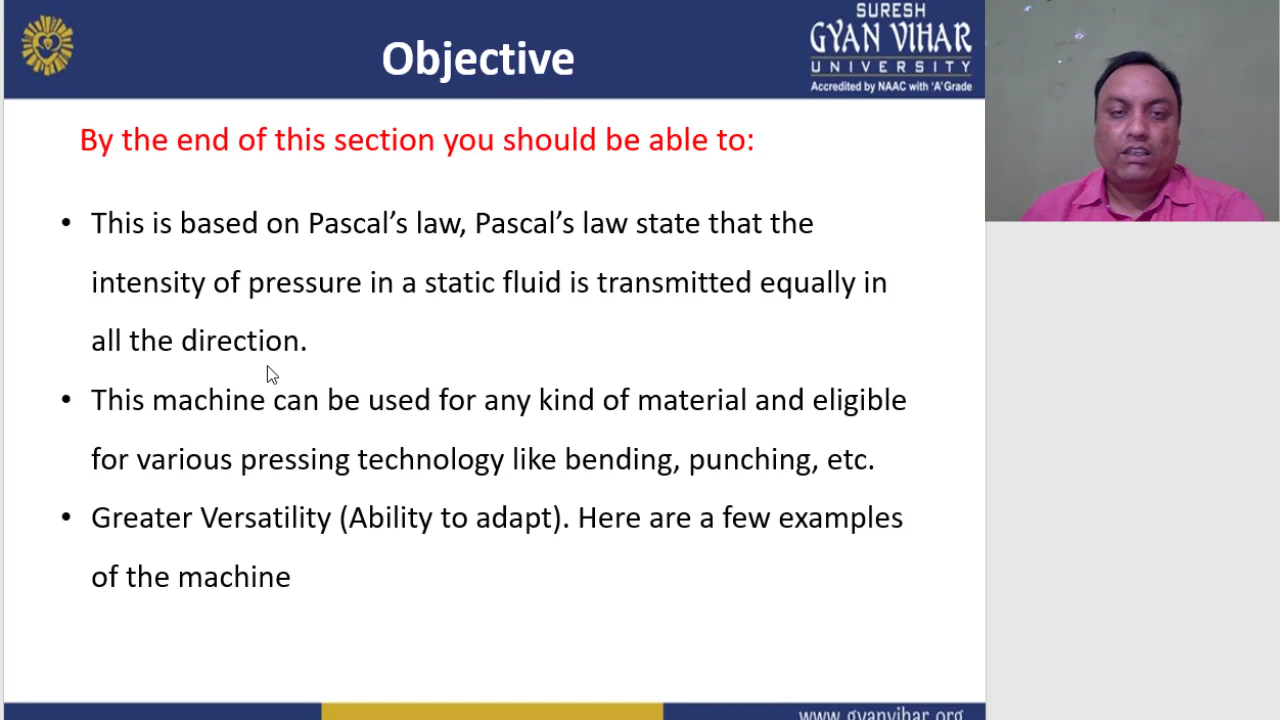 Objective
SURESH
GYAN VIHAR
UNIVERSITY
Accredited by NAAC with 'A' Grade
By the end of this section you should be able to:
• This is based on Pascal's law, Pascal's law state that the
intensity of pressure in a static fluid is transmitted equally in
all the direction.
• This machine can be used for any kind of material and eligible
for various pressing technology like bending, punching, etc.
• Greater Versatility (Ability to adapt). Here are a few examples
of the machine
www.gyanvihar.org